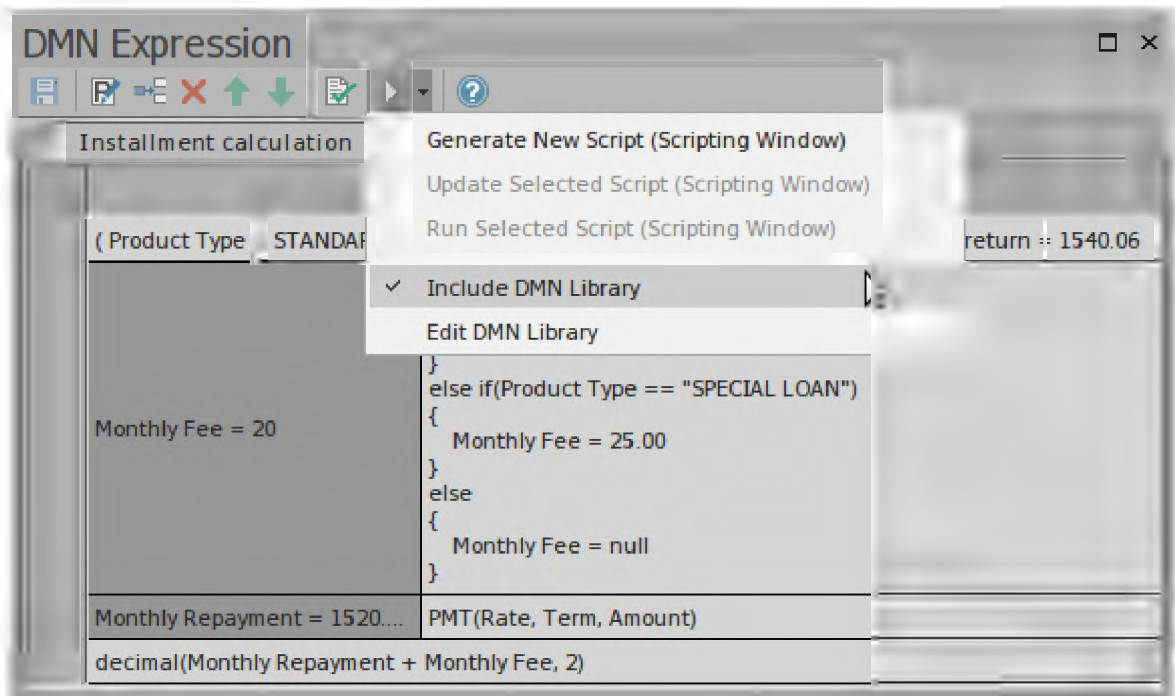 DMN Expression
Installment calculation
Generate New Script (Scripting Window)
Update Selected Script (Scripting Window)
Run Selected Script (Scripting Window)
( Product Type
return = 1540.06
Include DMN Library
Edit DMN Library
}
else if(Product Type == "SPECIAL LOAN")
{
Monthly Fee = 25.00
}
else
{
Monthly Fee = null
}
Monthly Fee = 20
Monthly Repayment = 1520.... PMT(Rate, Term, Amount)
decimal(Monthly Repayment + Monthly Fee, 2)